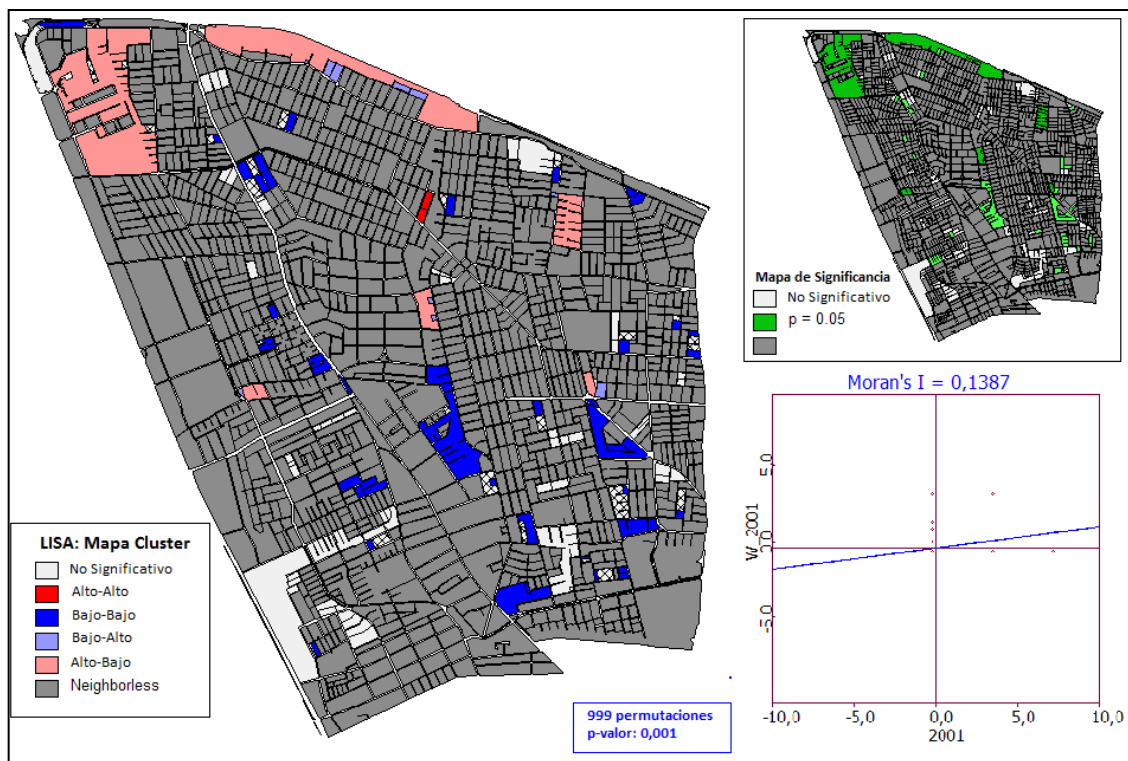 LISA: Mapa Cluster
No Significativo
Alto-Alto
Bajo-Bajo
Bajo-Alto
Alto-Bajo
Neighborless
999 permutaciones
p-valor: 0,001
Mapa de Significancia
No Significativo
p = 0.05
Moran's I = 0,1387
5,0
0,0
-5,0
W_2001
-10,0 -5,0 0,0 5,0 10,0
2001